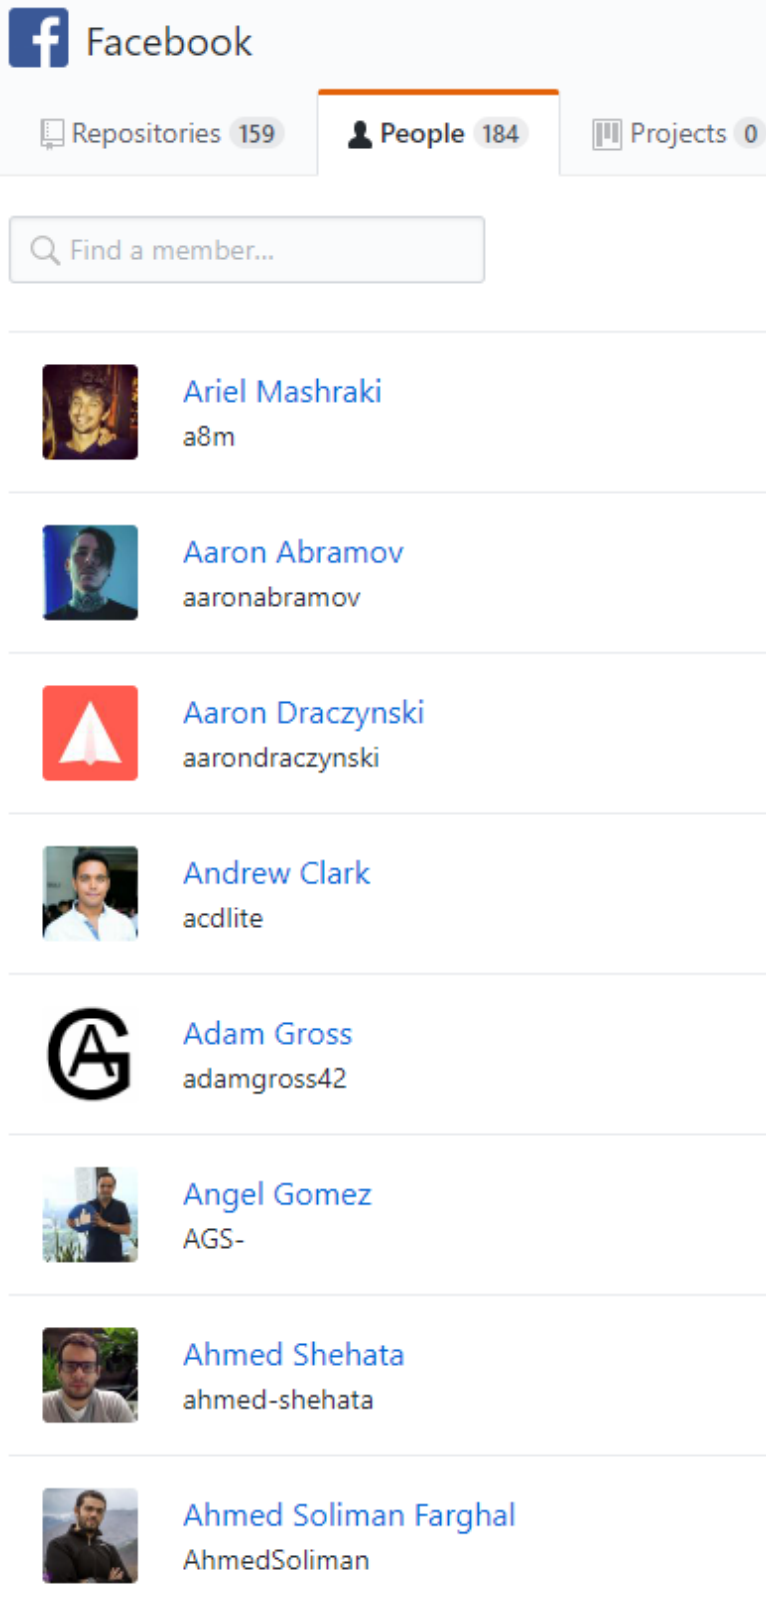 Facebook
Repositories 159 People 184 Projects 0
Find a member...
Ariel Mashraki
a8m
Aaron Abramov
aaronabramov
Aaron Draczynski
aarondraczynski
Andrew Clark
acdlite
Adam Gross
adamgross42
Angel Gomez
AGS-
Ahmed Shehata
ahmed-shehata
Ahmed Soliman Farghal
AhmedSoliman